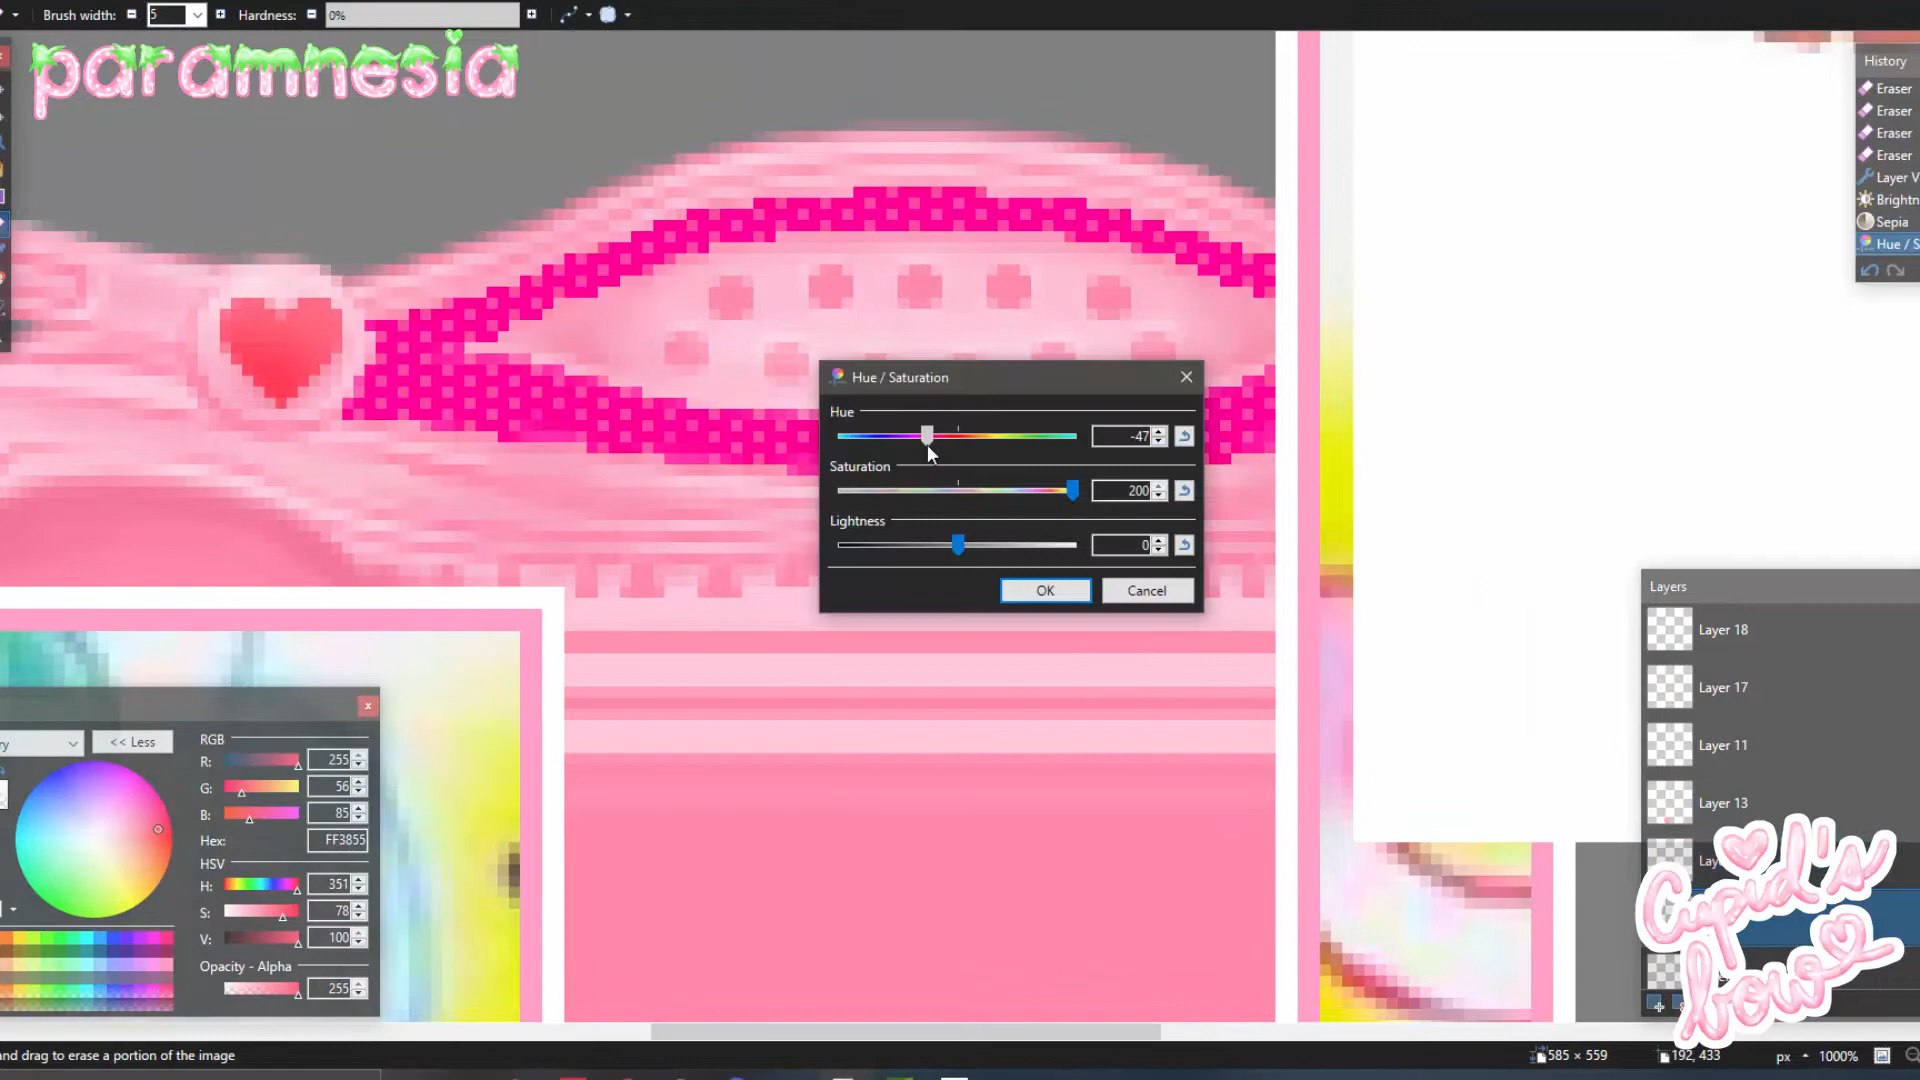 Brush width: 5 Hardness: 0%
paramnesia
History
Eraser
Eraser
Eraser
Eraser
Layer V
Brightn
Sepia
Hue / S
Hue / Saturation
Hue
-47
Saturation
200
Lightness
0
OK Cancel
Layers
Layer 18
Layer 17
Layer 11
Layer 13
Cupid's
bow
<< Less
RGB
R: 255
G: 56
B: 85
Hex: FF3855
HSV
H: 351
S: 78
V: 100
Opacity - Alpha
255
and drag to erase a portion of the image
585 × 559
192, 433
px
1000%